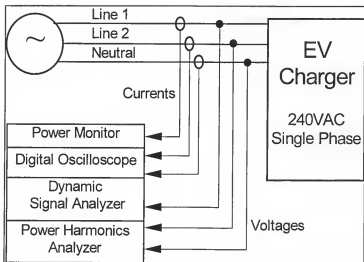 Line 1
Line 2
Neutral
EV
Charger
240VAC
Single Phase
Currents
Power Monitor
Digital Oscilloscope
Dynamic
Signal Analyzer
Power Harmonics
Analyzer
Voltages